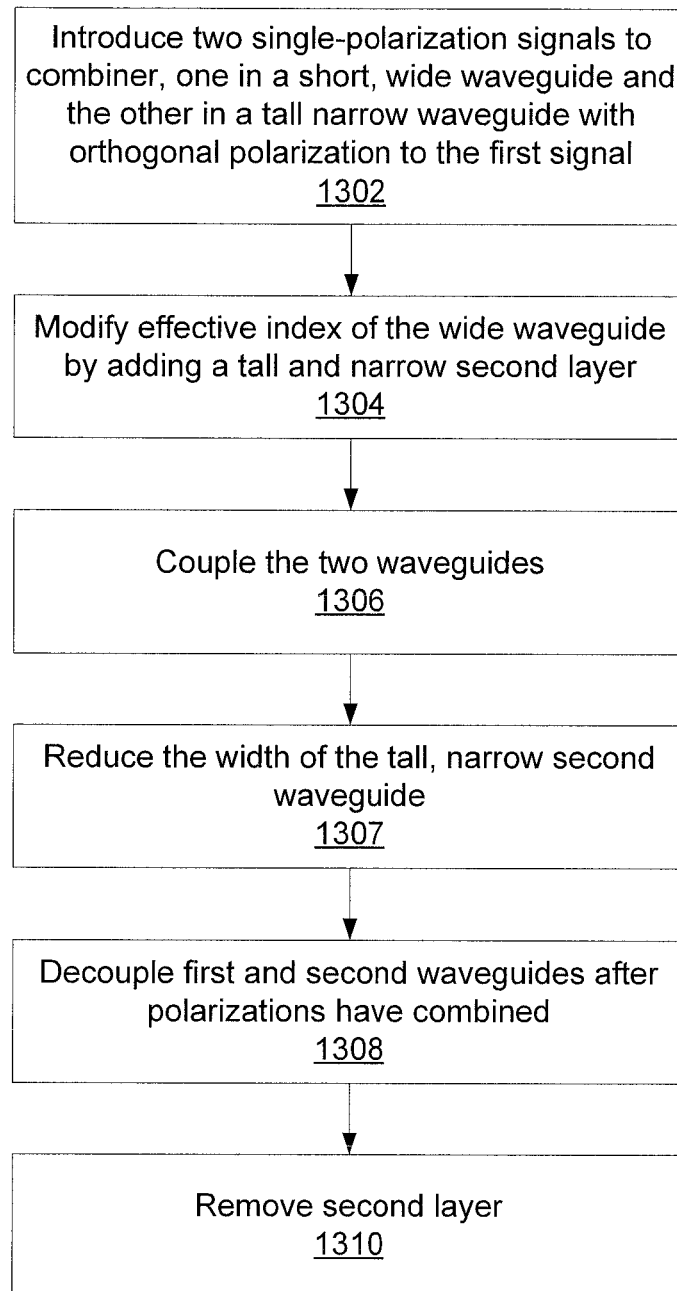 Introduce two single-polarization signals to
combiner, one in a short, wide waveguide and
the other in a tall narrow waveguide with
orthogonal polarization to the first signal
1302
Modify effective index of the wide waveguide
by adding a tall and narrow second layer
1304
Couple the two waveguides
1306
Reduce the width of the tall, narrow second
waveguide
1307
Decouple first and second waveguides after
polarizations have combined
1308
Remove second layer
1310